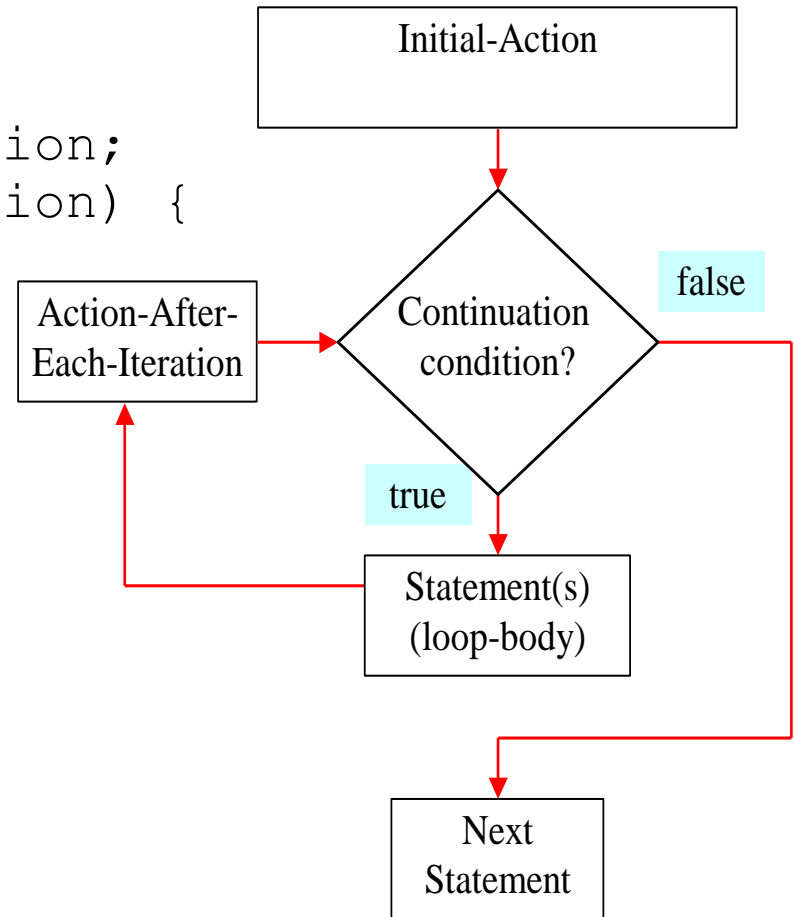 Initial-Action
ion;
ion) {
false
Action-After-
Each-Iteration
Continuation
condition?
true
Statement(s)
(loop-body)
Next
Statement